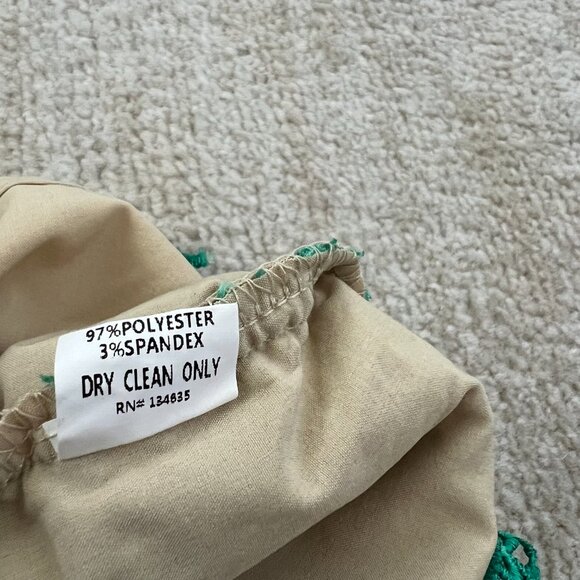 97%POLYESTER
3%SPANDEX
DRY CLEAN ONLY
RN# 134635